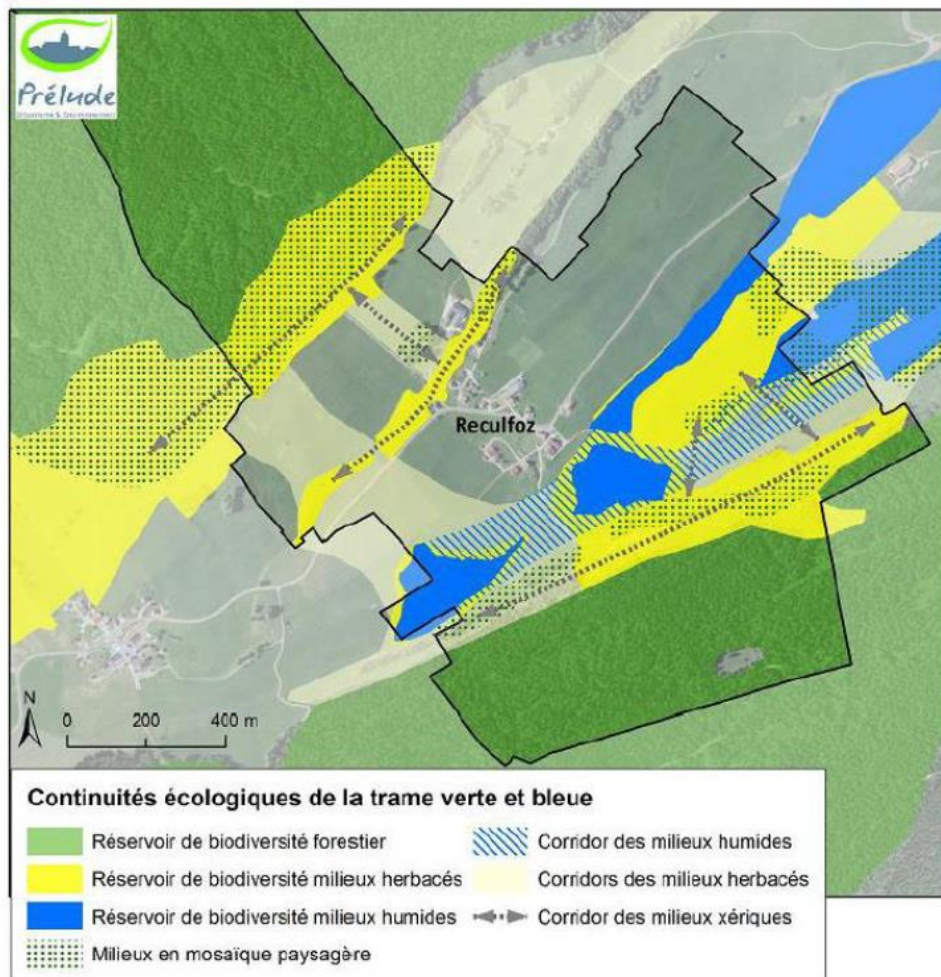 Prélude
Urbanisme & Environnement
Reculfoz
N
0 200 400 m
Continuités écologiques de la trame verte et bleue
Réservoir de biodiversité forestier
Réservoir de biodiversité milieux herbacés
Réservoir de biodiversité milieux humides
Milieux en mosaïque paysagère
Corridor des milieux humides
Corridors des milieux herbacés
Corridor des milieux xériques